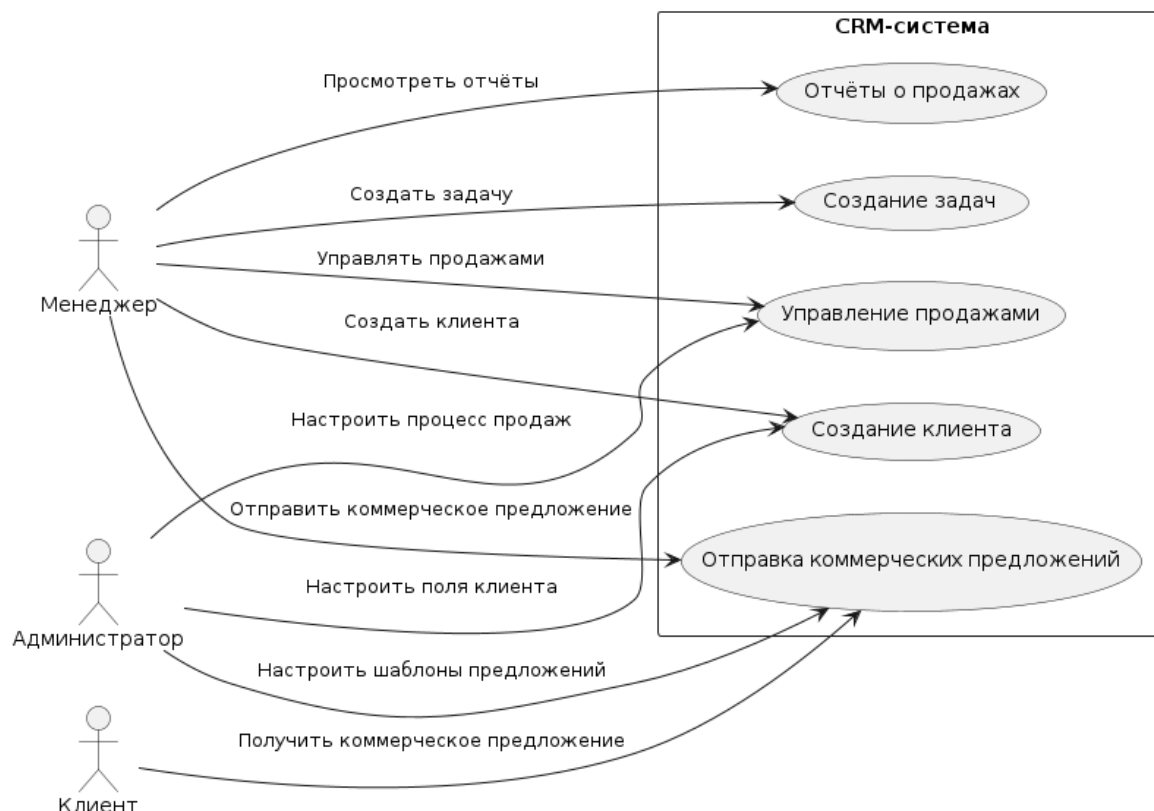 CRM-система
Просмотреть отчёты
Отчёты о продажах
Создать задачу
Создание задач
Управлять продажами
Менеджер
Управление продажами
Создать клиента
Настроить процесс продаж
Создание клиента
Отправить коммерческое предложение
Отправка коммерческих предложений
Настроить поля клиента
Администратор
Настроить шаблоны предложений
Получить коммерческое предложение
Клиент